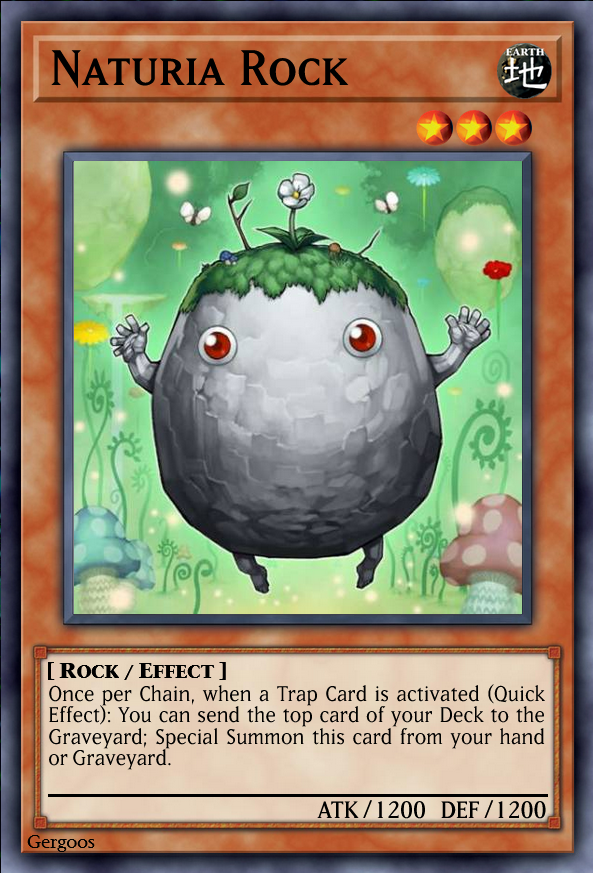 Naturia Rock
EARTH
地
[ Rock / Effect ]
Once per Chain, when a Trap Card is activated (Quick
Effect): You can send the top card of your Deck to the
Graveyard; Special Summon this card from your hand
or Graveyard.
ATK/1200 DEF/1200
Gergoos